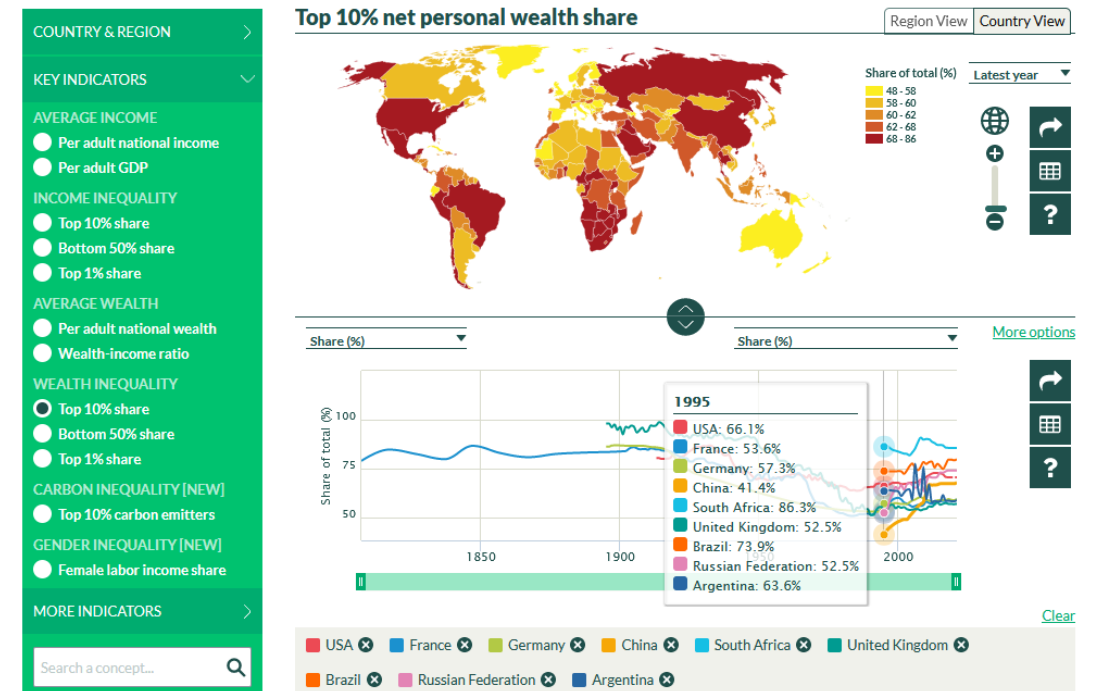 COUNTRY & REGION
KEY INDICATORS
AVERAGE INCOME
Per adult national income
Per adult GDP
INCOME INEQUALITY
Top 10% share
Bottom 50% share
Top 1% share
AVERAGE WEALTH
Per adult national wealth
Wealth-income ratio
WEALTH INEQUALITY
Top 10% share
Bottom 50% share
Top 1% share
CARBON INEQUALITY [NEW]
Top 10% carbon emitters
GENDER INEQUALITY [NEW]
Female labor income share
MORE INDICATORS
Search a concept...
Top 10% net personal wealth share
Region View Country View
Share of total (%)
48 - 58
58 - 60
60 - 62
62 - 68
68 - 86
Latest year
?
Share (%) Share (%)
More options
Share of total (%)
100
75
50
1850 1900 1950 2000
1995
USA: 66.1%
France: 53.6%
Germany: 57.3%
China: 41.4%
South Africa: 86.3%
United Kingdom: 52.5%
Brazil: 73.9%
Russian Federation: 52.5%
Argentina: 63.6%
?
Clear
USA France Germany China South Africa United Kingdom
Brazil Russian Federation Argentina